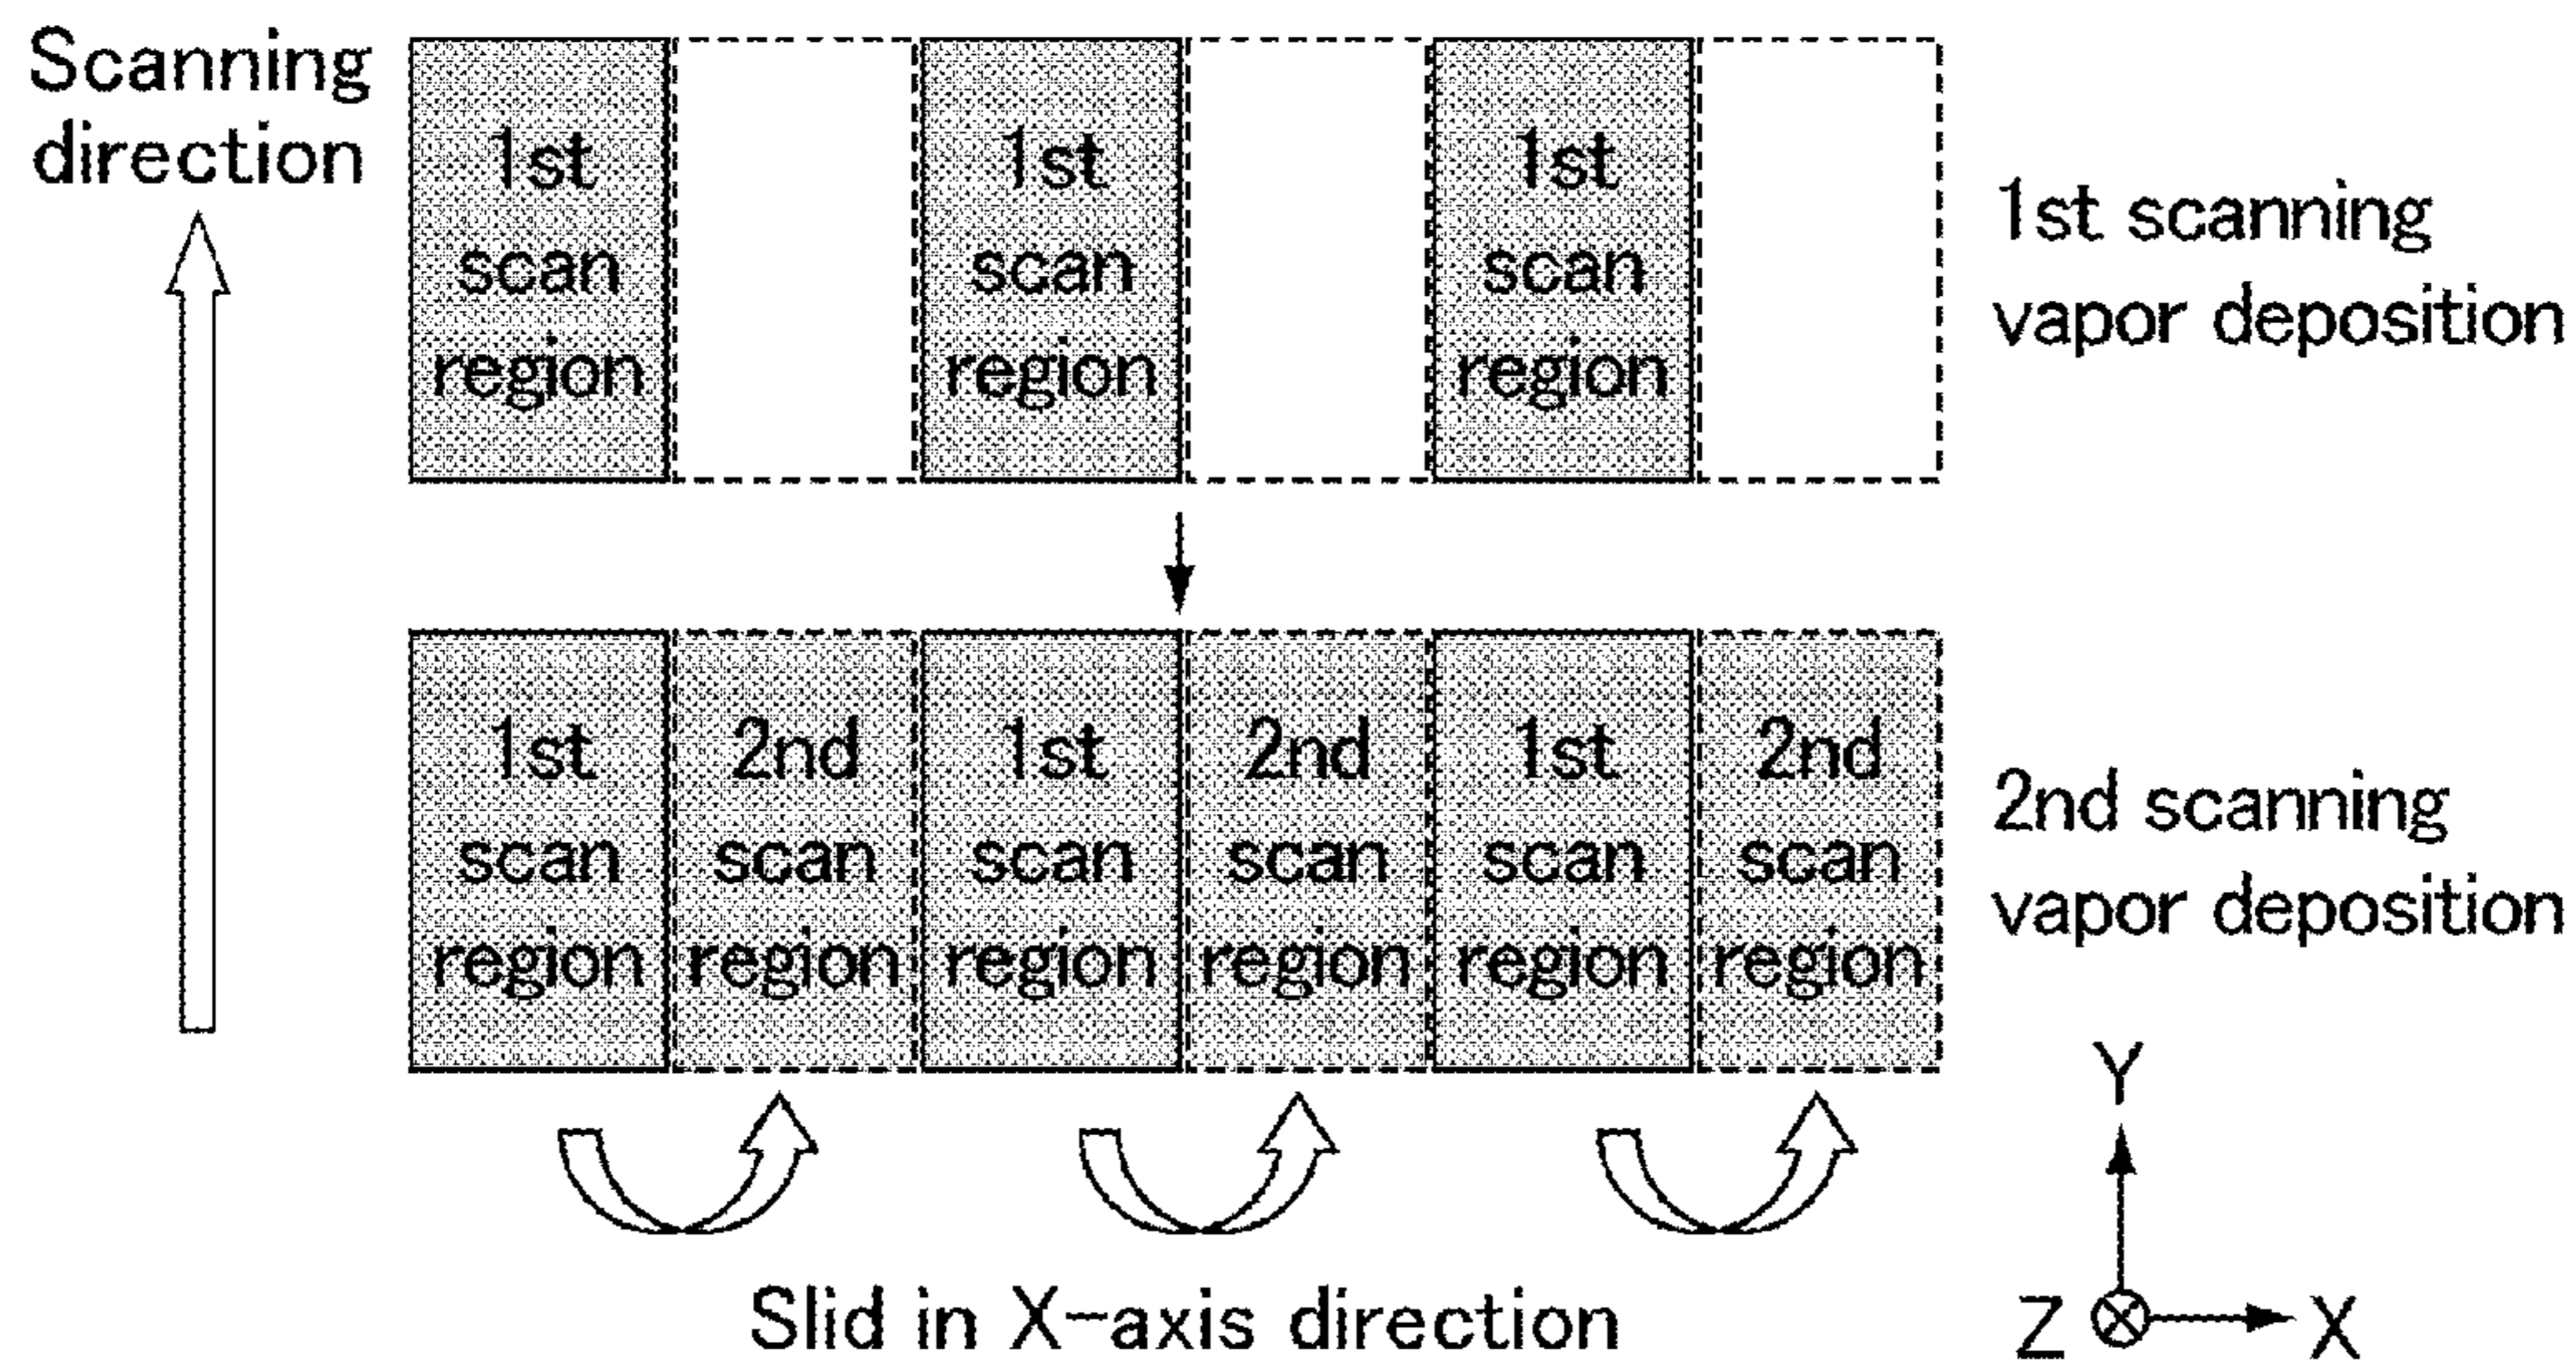 Scanning
direction
1st
scan
region
1st
scan
region
1st
scan
region
1st scanning
vapor deposition
1st
scan
region
2nd
scan
region
1st
scan
region
2nd
scan
region
1st
scan
region
2nd
scan
region
2nd scanning
vapor deposition
Slid in X-axis direction
Y
Z
X